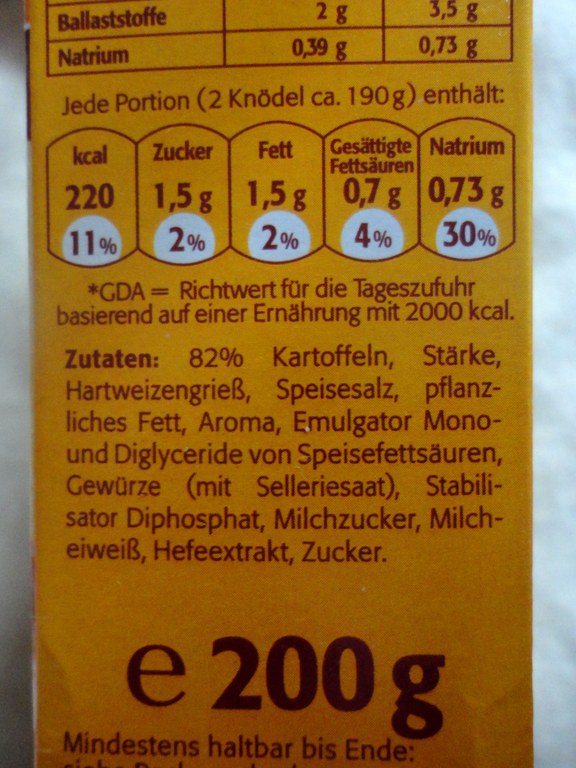 Ballaststoffe 2 g 3,5 g
Natrium 0,39 g 0,73 g
Jede Portion (2 Knödel ca. 190g) enthält:
kcal Zucker Fett Gesättigte Natrium
Fettsäuren
220 1,5 g 1,5 g 0,7 g 0,73 g
11% 2% 2% 4% 30%
*GDA = Richtwert für die Tageszufuhr
basierend auf einer Ernährung mit 2000 kcal.
Zutaten: 82% Kartoffeln, Stärke,
Hartweizengrieß, Speisesalz, pflanz-
liches Fett, Aroma, Emulgator Mono-
und Diglyceride von Speisefettsäuren,
Gewürze (mit Selleriesaat), Stabili-
sator Diphosphat, Milchzucker, Milch-
eiweiß, Hefeextrakt, Zucker.
e 200 g
Mindestens haltbar bis Ende: